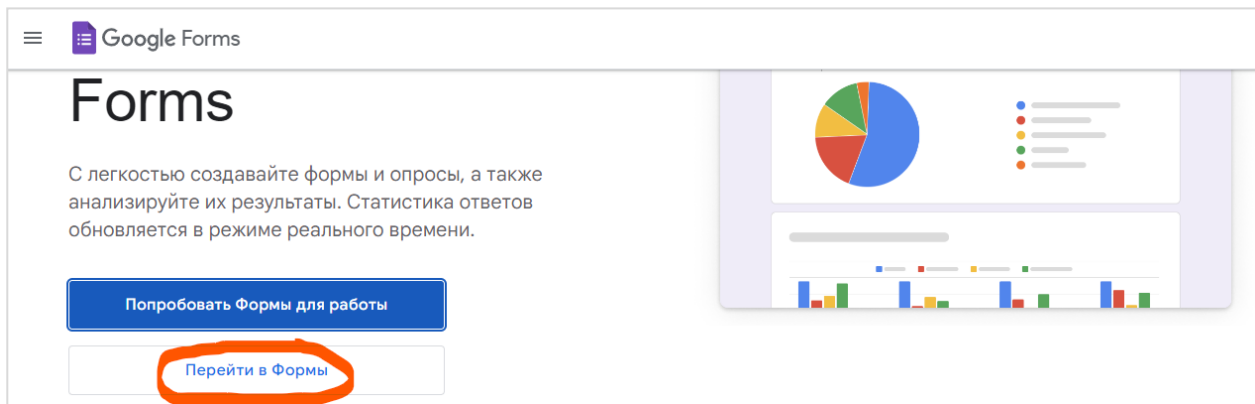 Google Forms
Forms
С легкостью создавайте формы и опросы, а также
анализируйте их результаты. Статистика ответов
обновляется в режиме реального времени.
Попробовать Формы для работы
Перейти в Формы